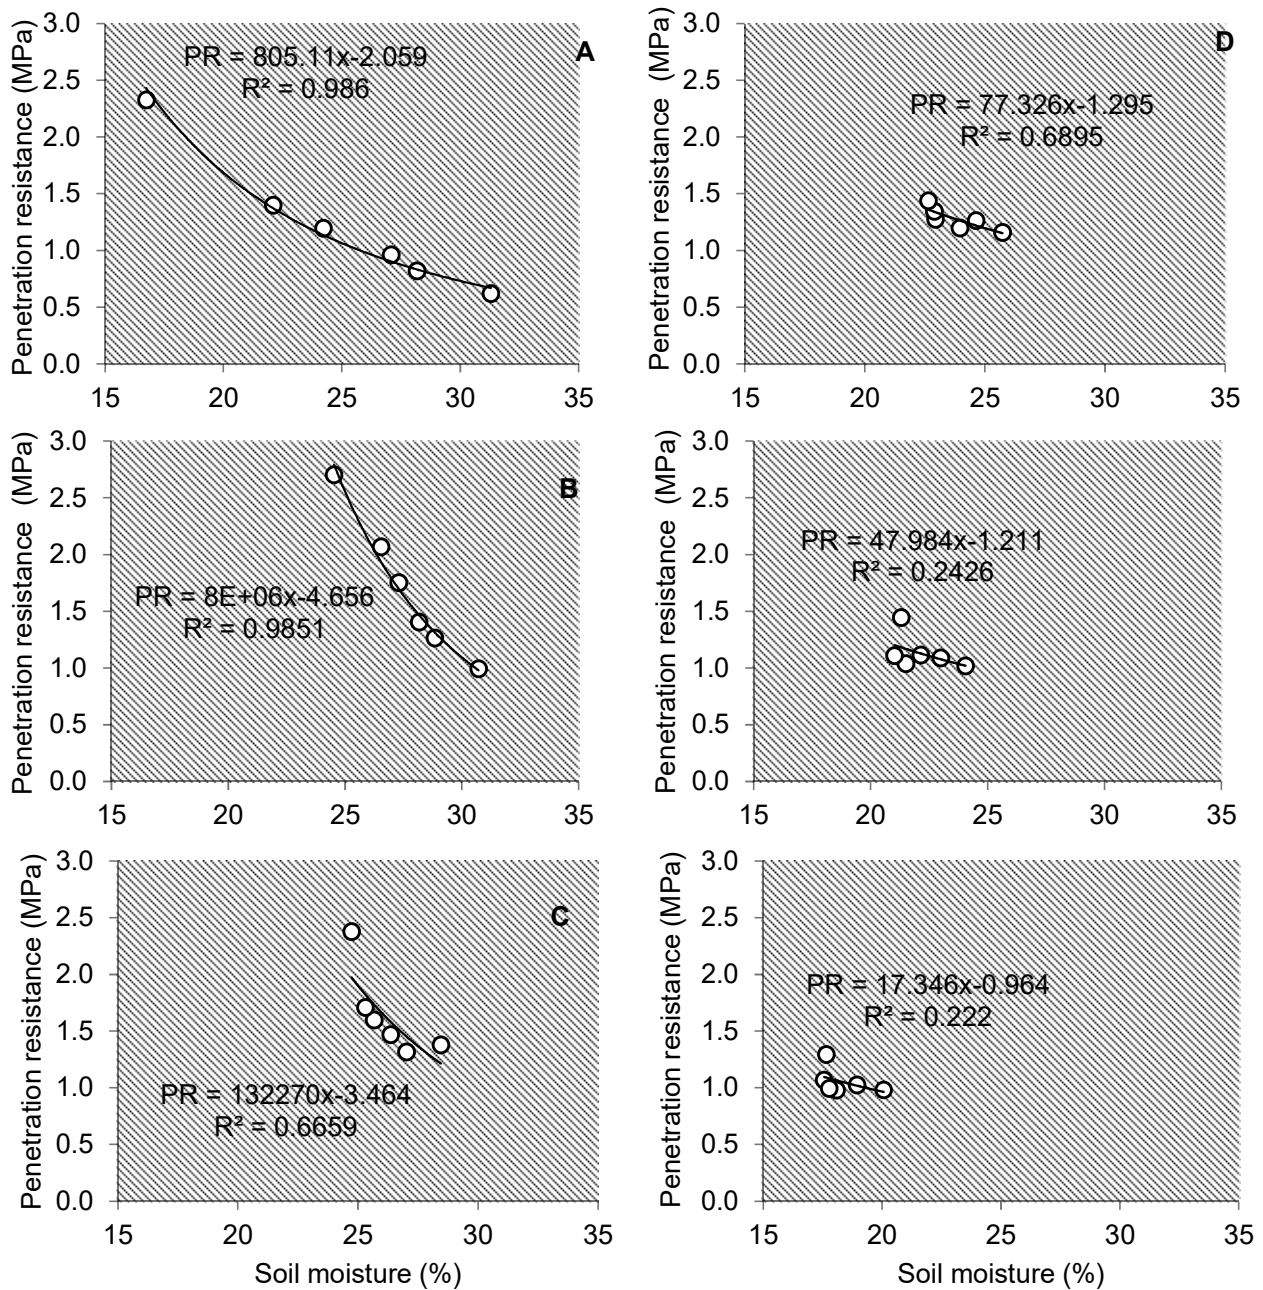 Penetration resistance (MPa)
3.0
2.5
2.0
1.5
1.0
0.5
0.0
PR = 805.11x-2.059
R² = 0.986
A
15 20 25 30 35
Penetration resistance (MPa)
3.0
2.5
2.0
1.5
1.0
0.5
0.0
D
PR = 77.326x-1.295
R² = 0.6895
15 20 25 30 35
Penetration resistance (MPa)
3.0
2.5
2.0
1.5
1.0
0.5
0.0
B
PR = 8E+06x-4.656
R² = 0.9851
15 20 25 30 35
Penetration resistance (MPa)
3.0
2.5
2.0
1.5
1.0
0.5
0.0
PR = 47.984x-1.211
R² = 0.2426
15 20 25 30 35
Penetration resistance (MPa)
3.0
2.5
2.0
1.5
1.0
0.5
0.0
C
PR = 132270x-3.464
R² = 0.6659
15 20 25 30 35
Soil moisture (%)
Penetration resistance (MPa)
3.0
2.5
2.0
1.5
1.0
0.5
0.0
PR = 17.346x-0.964
R² = 0.222
15 20 25 30 35
Soil moisture (%)